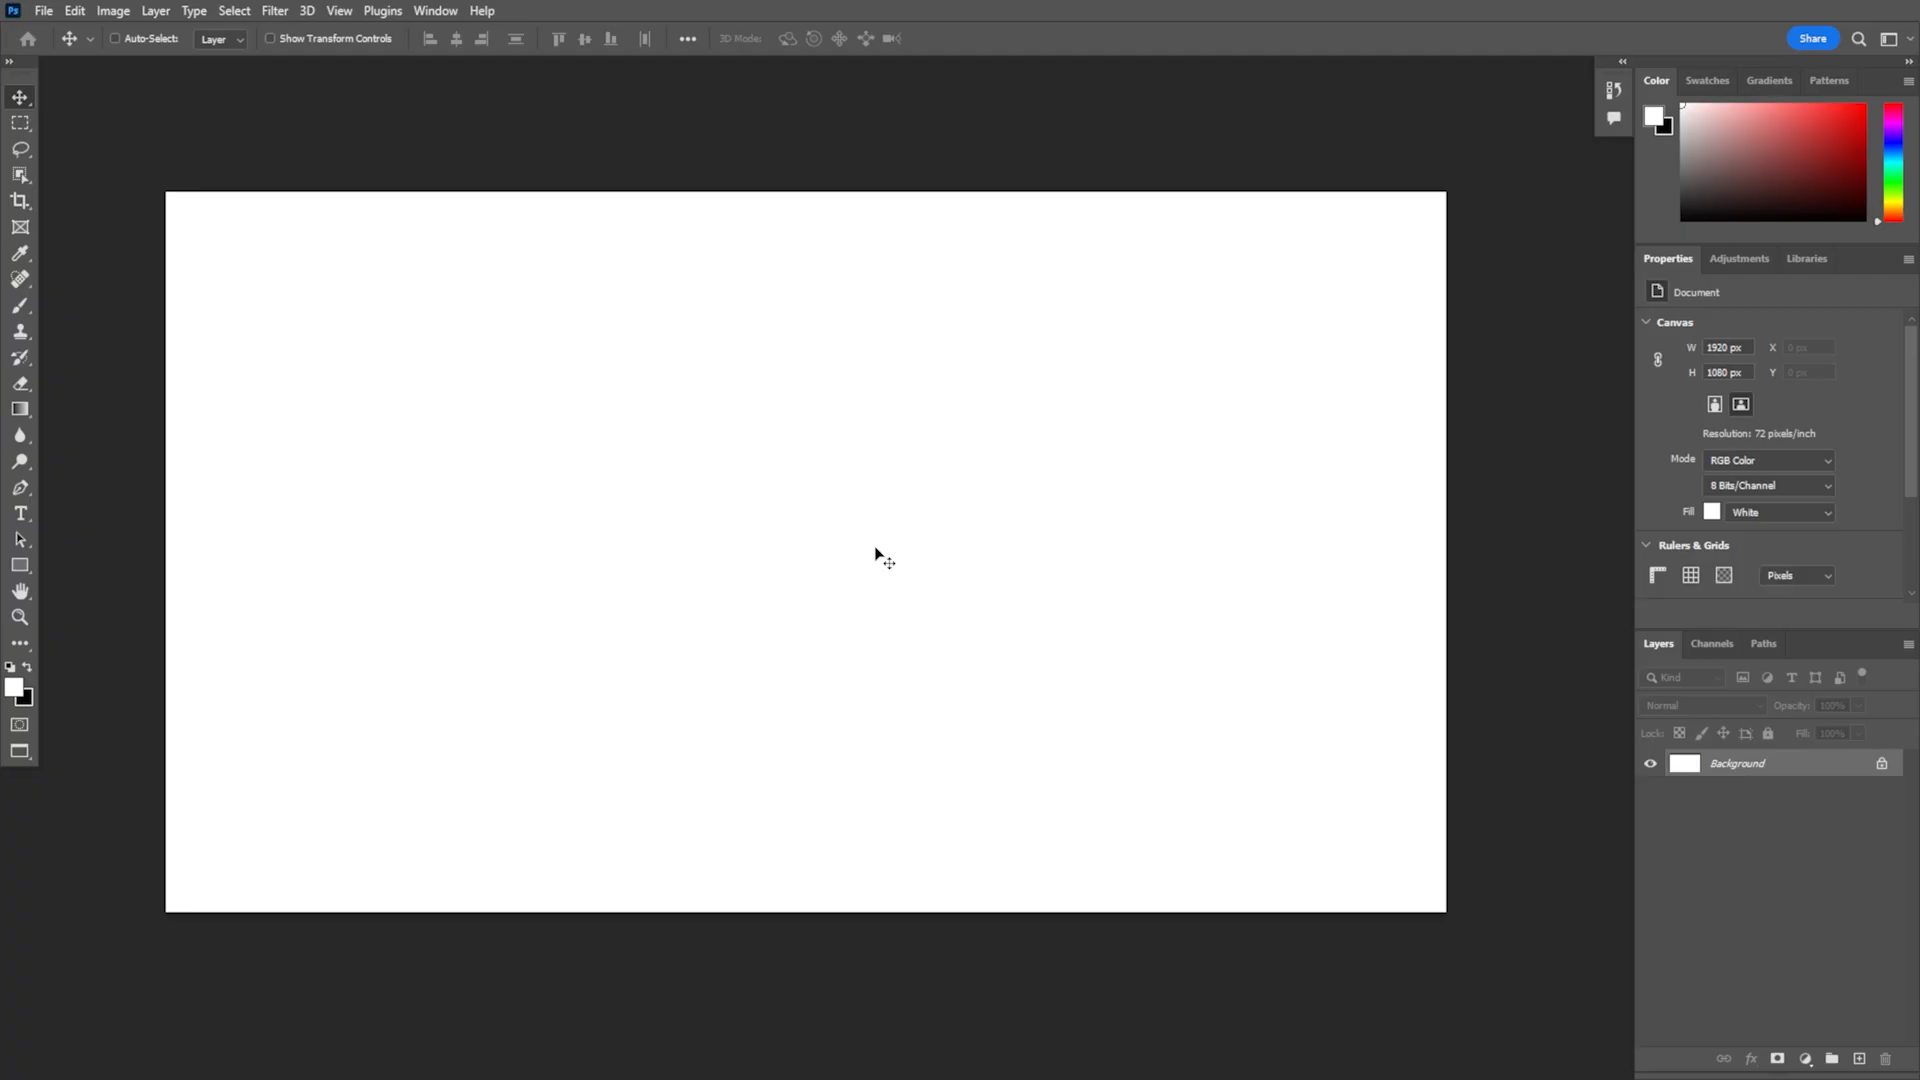 Ps File Edit Image Layer Type Select Filter 3D View Plugins Window Help
Auto-Select: Layer Show Transform Controls 3D Mode: Share
Color Swatches Gradients Patterns
Properties Adjustments Libraries
Document
Canvas
W 1920 px X 0 px
H 1080 px Y 0 px
Resolution: 72 pixels/inch
Mode RGB Color
8 Bits/Channel
Fill White
Rulers & Grids
Pixels
Layers Channels Paths
Kind
Normal Opacity: 100%
Lock: Fill: 100%
Background
fx